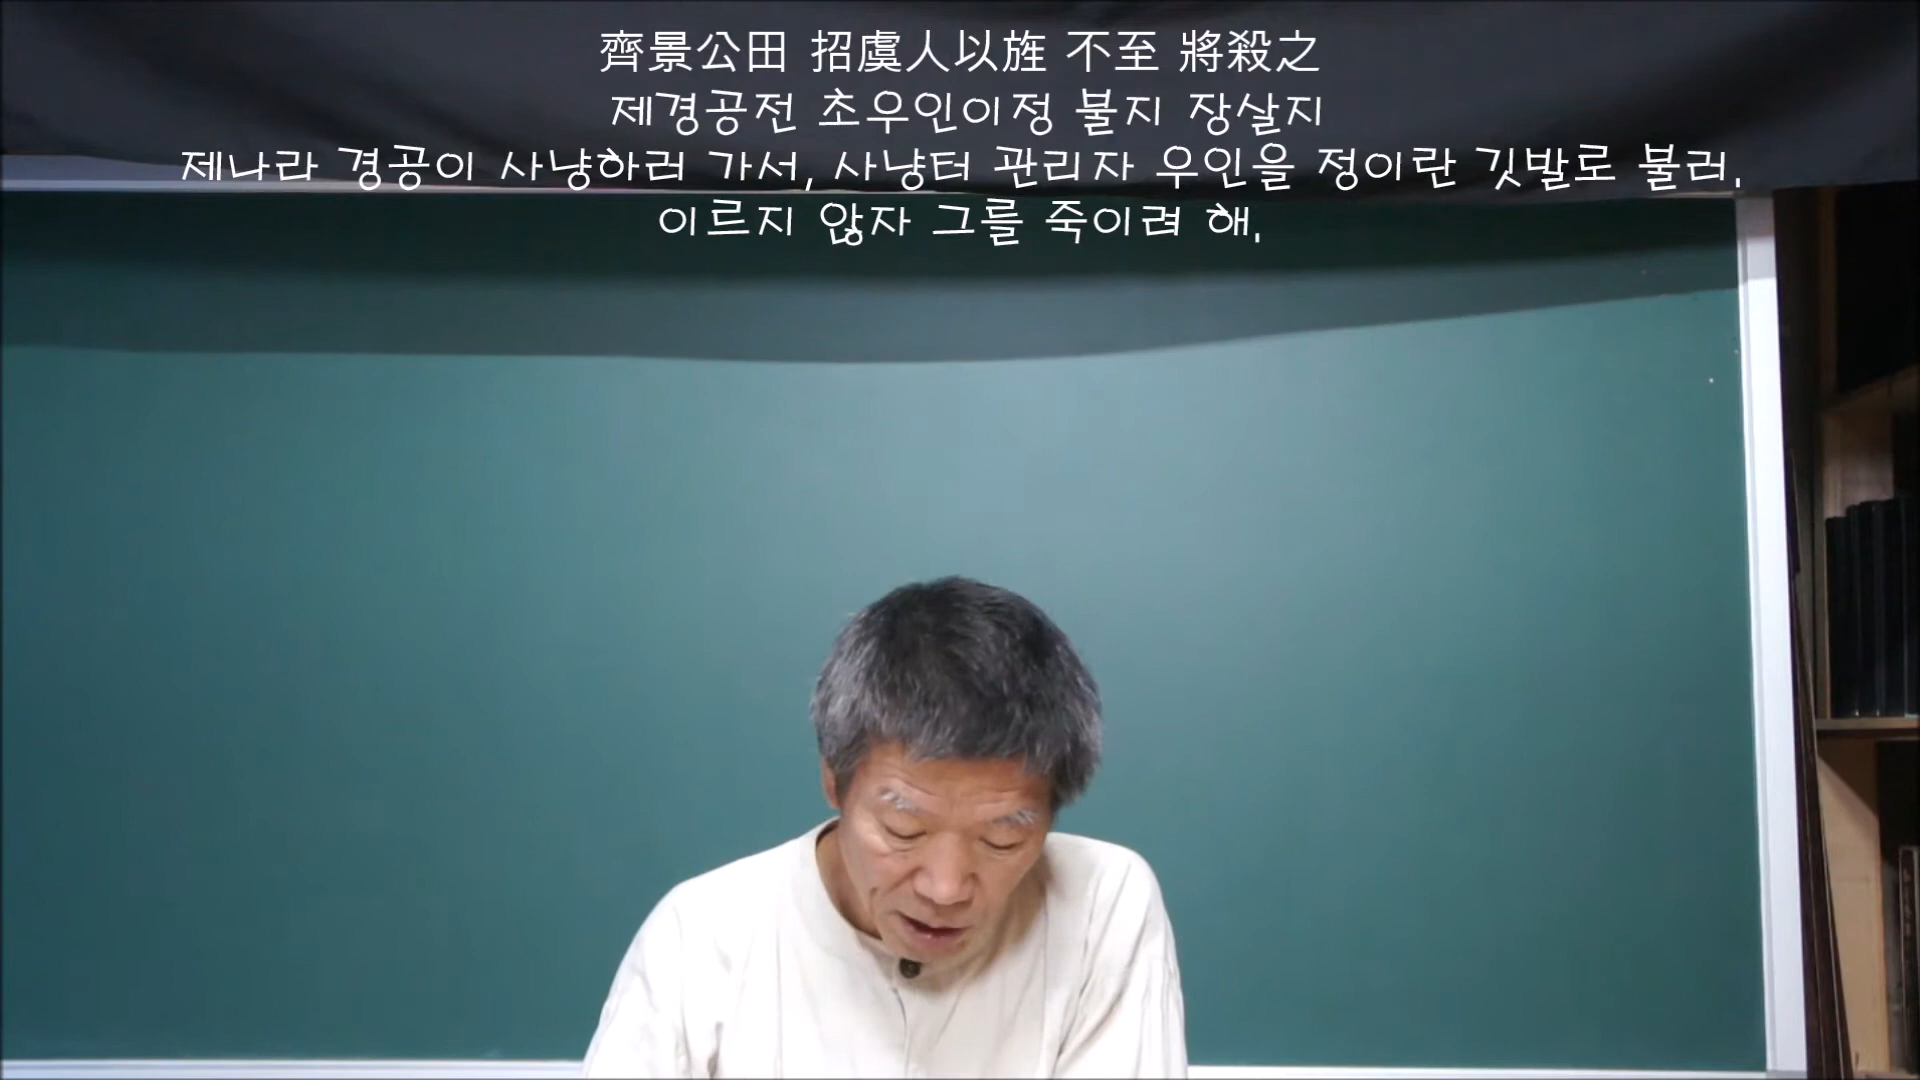 齊景公田 招虞人以旌 不至 將殺之
제경공전 초우인이정 불지 장살지
제나라 경공이 사냥하러 가서, 사냥터 관리자 우인을 정이란 깃발로 불러.
이르지 않자 그를 죽이려 해.